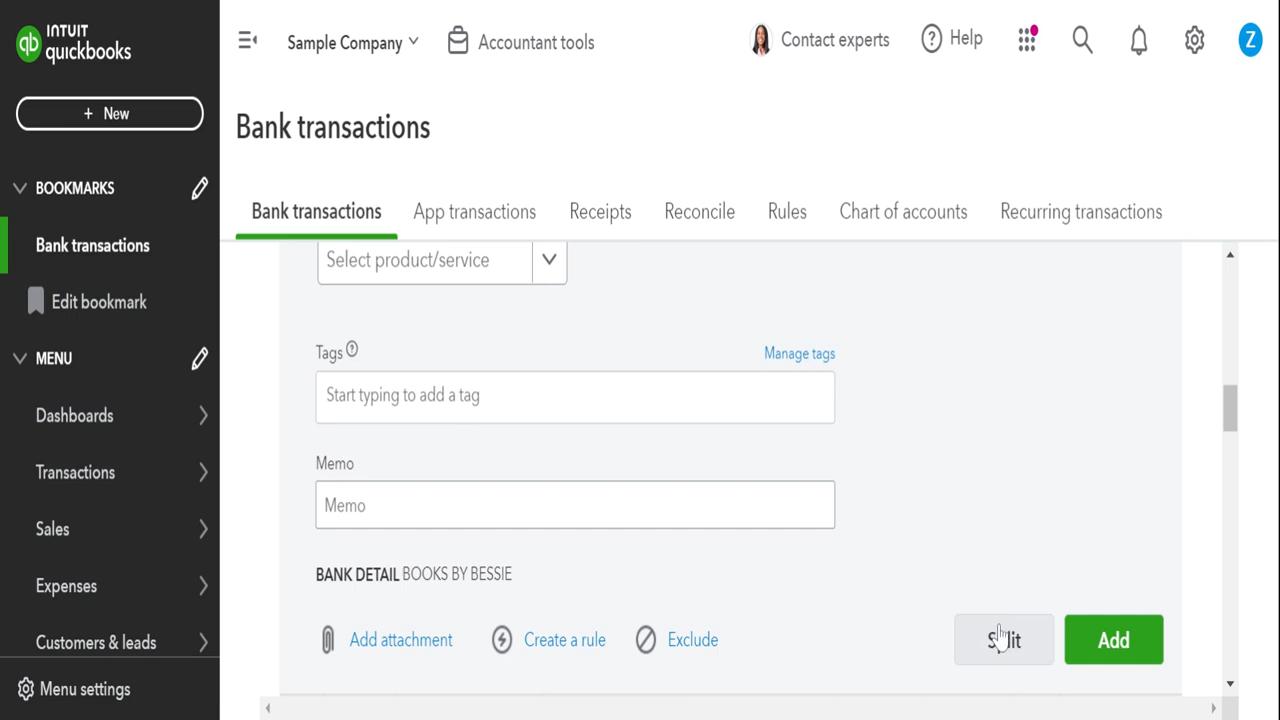 INTUIT
quickbooks
Sample Company
Accountant tools
Contact experts
Help
Z
+ New
Bank transactions
BOOKMARKS
Bank transactions
App transactions
Receipts
Reconcile
Rules
Chart of accounts
Recurring transactions
Bank transactions
Select product/service
Edit bookmark
MENU
Tags
Manage tags
Dashboards
Start typing to add a tag
Transactions
Memo
Memo
Sales
Expenses
BANK DETAIL BOOKS BY BESSIE
Customers & leads
Add attachment
Create a rule
Exclude
Split
Add
Menu settings